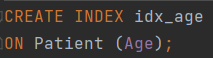 CREATE INDEX idx_age
ON Patient (Age);